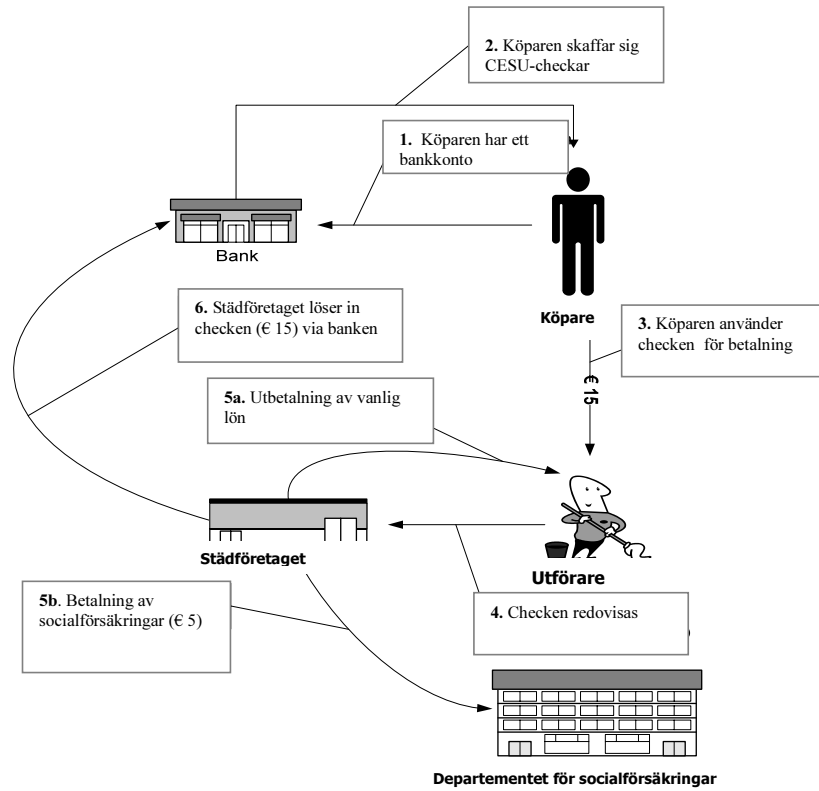 2. Köparen skaffar sig
CESU-checkar
1. Köparen har ett
bankkonto
Bank
Köpare
6. Städföretaget löser in
checken (€ 15) via banken
3. Köparen använder
checken för betalning
€ 15
5a. Utbetalning av vanlig
lön
Städföretaget
Utförare
5b. Betalning av
socialförsäkringar (€ 5)
4. Checken redovisas
Departementet för socialförsäkringar